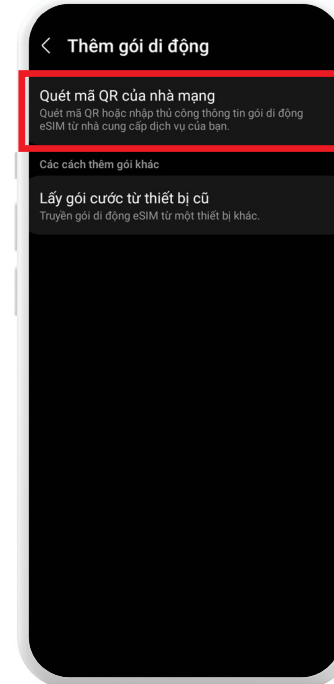 Thêm gói di động
Quét mã QR của nhà mạng
Quét mã QR hoặc nhập thủ công thông tin gói di động
eSIM từ nhà cung cấp dịch vụ của bạn.
Các cách thêm gói khác
Lấy gói cước từ thiết bị cũ
Truyền gói di động eSIM từ một thiết bị khác.